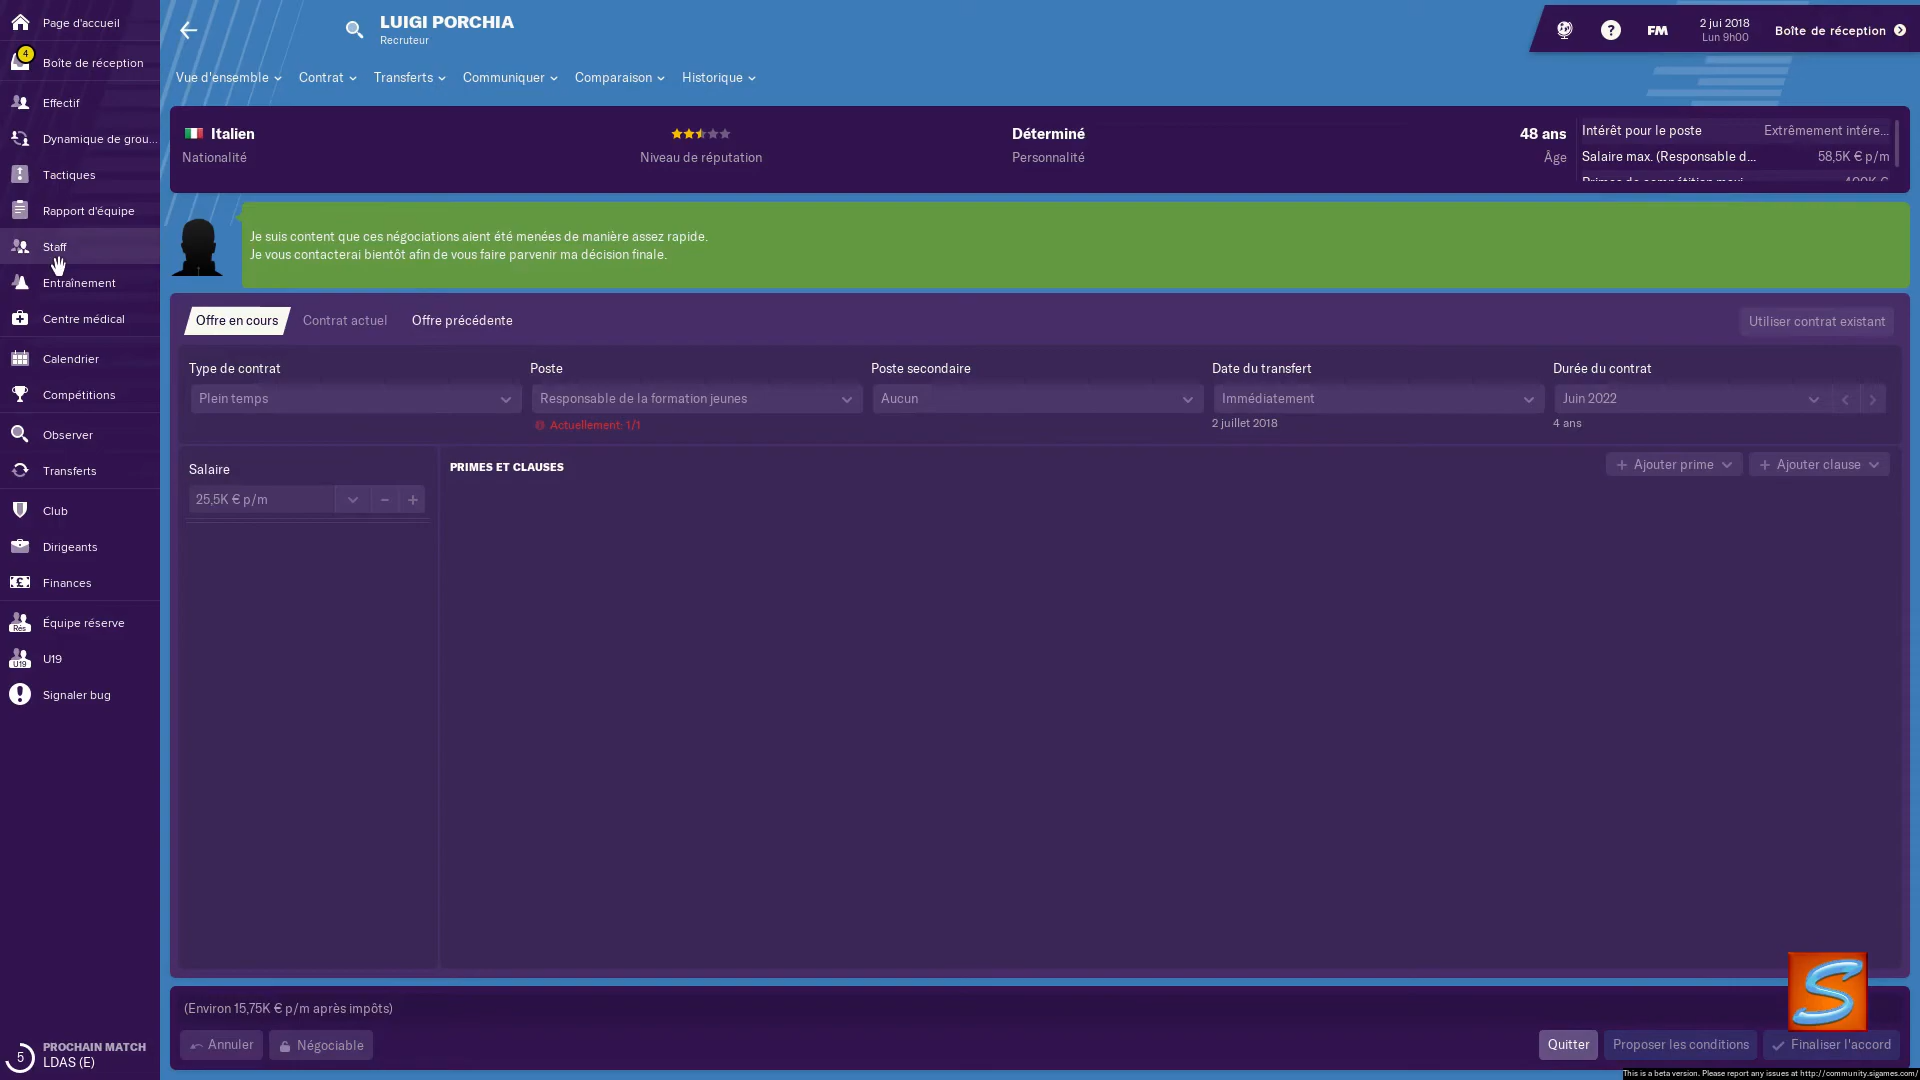 Page d'accueil
4
Boîte de réception
Effectif
Dynamique de grou...
Tactiques
Rapport d'équipe
Staff
Entraînement
Centre médical
Calendrier
Compétitions
Observer
Transferts
Club
Dirigeants
Finances
Équipe réserve
Rés
U19
U19
Signaler bug
5
PROCHAIN MATCH
LDAS (E)
LUIGI PORCHIA
Recruteur
?
FM
2 jui 2018
Lun 9h00
Boîte de réception
Vue d'ensemble
Contrat
Transferts
Communiquer
Comparaison
Historique
Italien
Nationalité
Niveau de réputation
Déterminé
Personnalité
48 ans
Âge
Intérêt pour le poste Extrêmement intére...
Salaire max. (Responsable d... 58,5K € p/m
Je suis content que ces négociations aient été menées de manière assez rapide.
Je vous contacterai bientôt afin de vous faire parvenir ma décision finale.
Offre en cours
Contrat actuel
Offre précédente
Utiliser contrat existant
Type de contrat
Plein temps
Poste
Responsable de la formation jeunes
Actuellement: 1/1
Poste secondaire
Aucun
Date du transfert
Immédiatement
2 juillet 2018
Durée du contrat
Juin 2022
4 ans
Salaire
25,5K € p/m
PRIMES ET CLAUSES
Ajouter prime
Ajouter clause
(Environ 15,75K € p/m après impôts)
Annuler
Négociable
Quitter
Proposer les conditions
Finaliser l'accord
S
This is a beta version. Please report any issues at http://community.sigames.com/